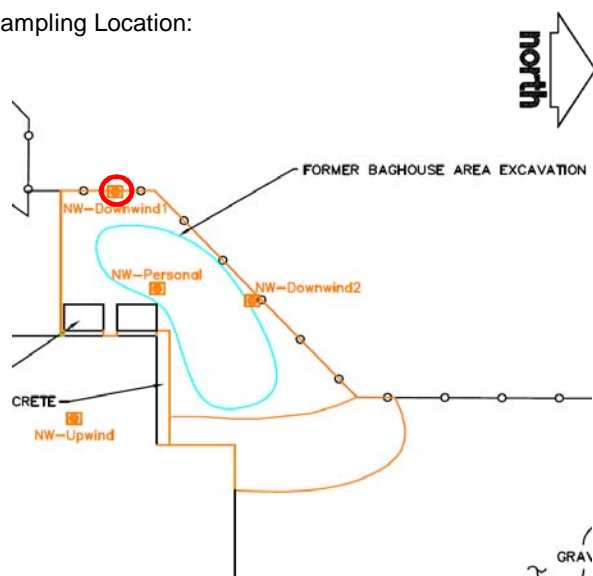 ampling Location:
north
FORMER BAGHOUSE AREA EXCAVATION
NW-Downwind1
NW-Personal
NW-Downwind2
CRETE
NW-Upwind
GRAV